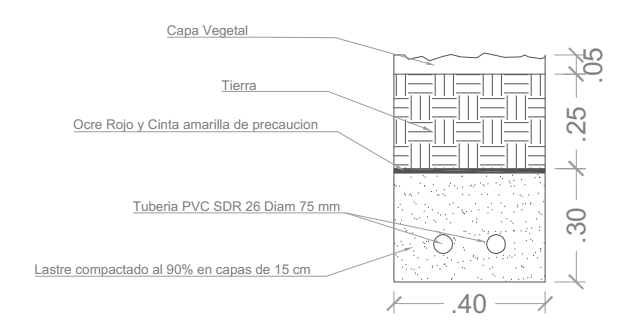 Capa Vegetal
.05
Tierra
.25
Ocre Rojo y Cinta amarilla de precaucion
Tuberia PVC SDR 26 Diam 75 mm
.30
Lastre compactado al 90% en capas de 15 cm
.40